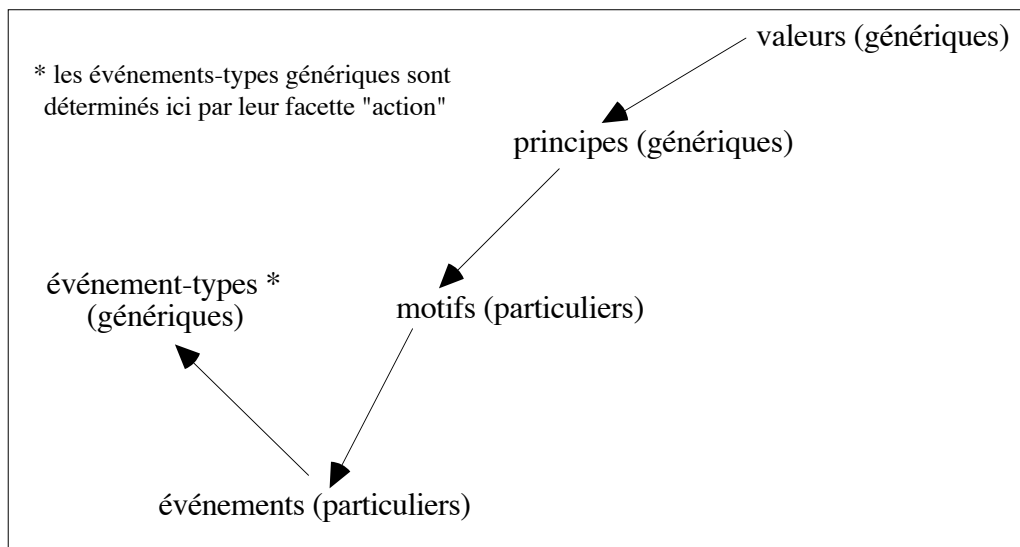 valeurs (génériques)
* les événements-types génériques sont
déterminés ici par leur facette "action"
principes (génériques)
événement-types *
(génériques)
motifs (particuliers)
événements (particuliers)